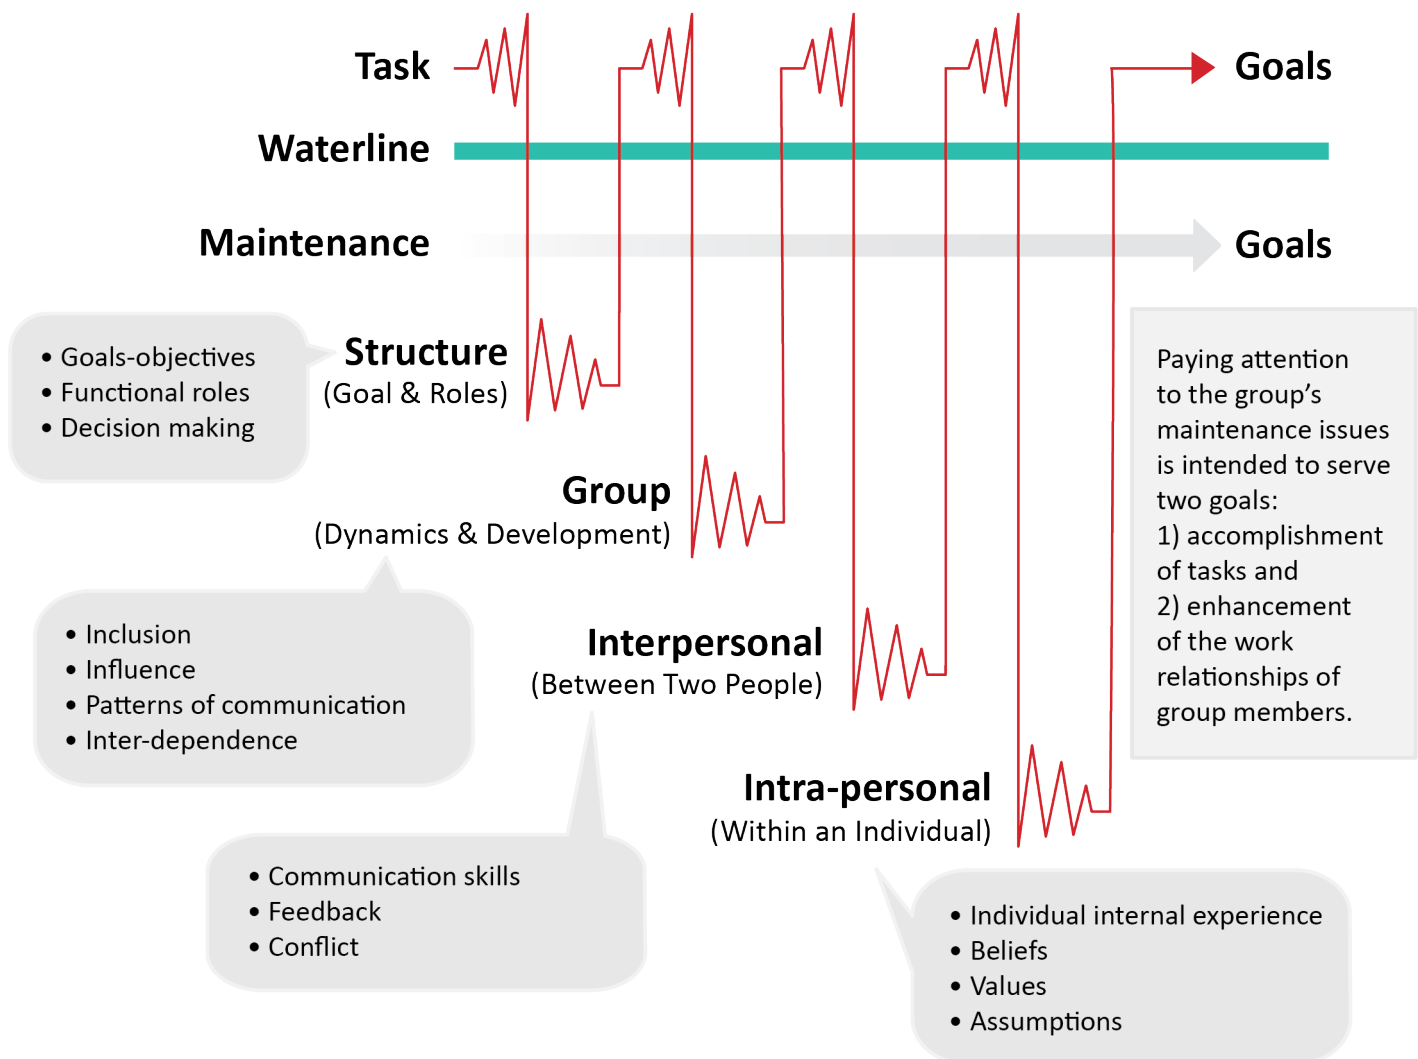 Task
Goals
Waterline
Maintenance
Goals
• Goals-objectives
• Functional roles
• Decision making
Structure
(Goal & Roles)
Paying attention
to the group’s
maintenance issues
is intended to serve
two goals:
1) accomplishment
of tasks and
2) enhancement
of the work
relationships of
group members.
Group
(Dynamics & Development)
• Inclusion
• Influence
• Patterns of communication
• Inter-dependence
Interpersonal
(Between Two People)
Intra-personal
(Within an Individual)
• Communication skills
• Feedback
• Conflict
• Individual internal experience
• Beliefs
• Values
• Assumptions